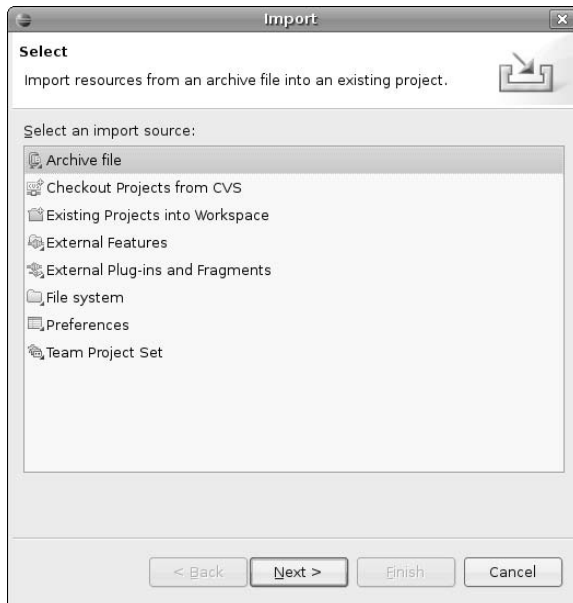 Import
Select
Import resources from an archive file into an existing project.
Select an import source:
Archive file
Checkout Projects from CVS
Existing Projects into Workspace
External Features
External Plug-ins and Fragments
File system
Preferences
Team Project Set
< Back
Next >
Finish
Cancel